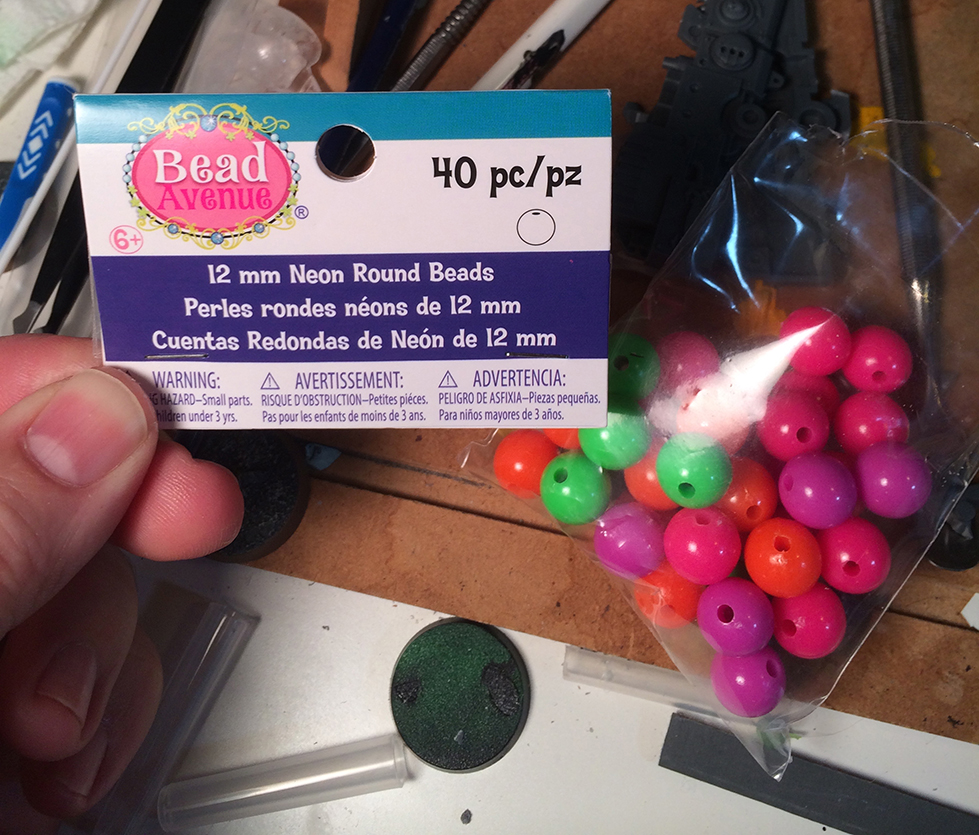 Bead
Avenue
®
6+
40 pc/pz
12 mm Neon Round Beads
Perles rondes néons de 12 mm
Cuentas Redondas de Neón de 12 mm
WARNING:
HAZARD–Small parts.
children under 3 yrs.
AVERTISSEMENT:
RISQUE D'OBSTRUCTION–Petites piéces.
Pas pour les enfants de moins de 3 ans.
ADVERTENCIA:
PELIGRO DE ASFIXIA–Piezas pequeñas.
Para niños mayores de 3 años.